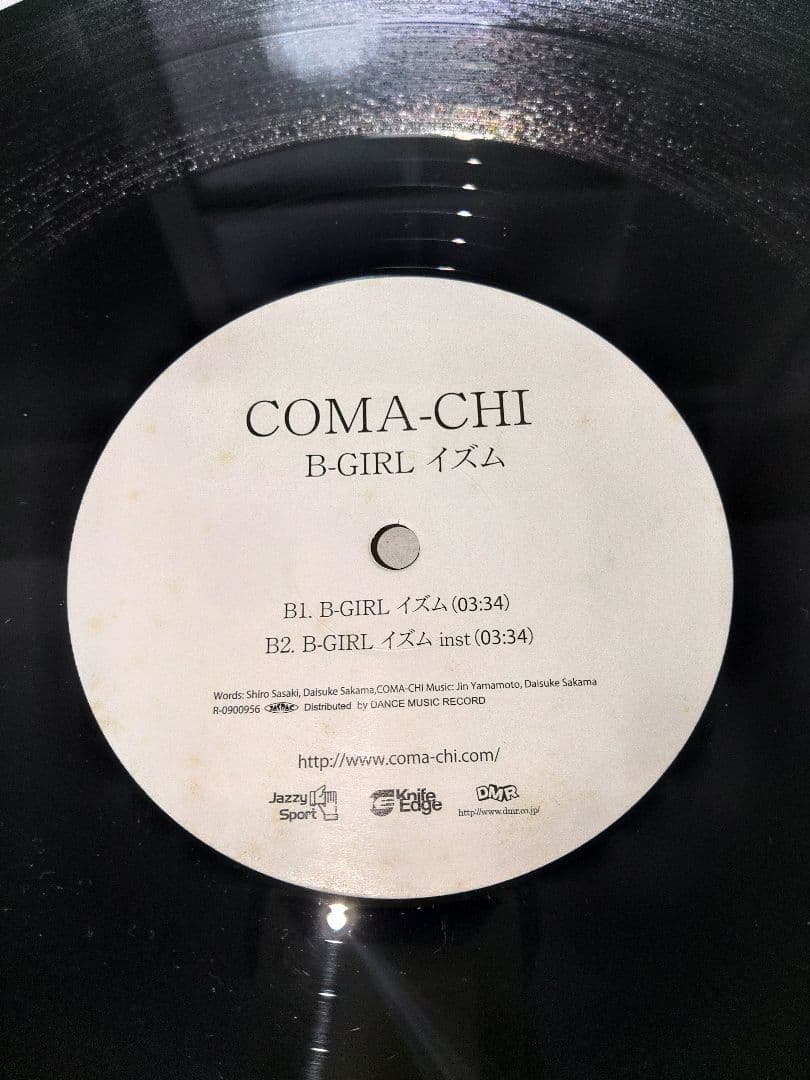 COMA-CHI
B-GIRL イズム
B1. B-GIRL イズム (03:34)
B2. B-GIRL イズム inst (03:34)
Words: Shiro Sasaki, Daisuke Sakama,COMA-CHI Music: Jin Yamamoto, Daisuke Sakama
R-0900956 JASRAC Distributed by DANCE MUSIC RECORD
http://www.coma-chi.com/
Jazzy Sport
Knife Edge
DMR
http://www.dmr.co.jp/